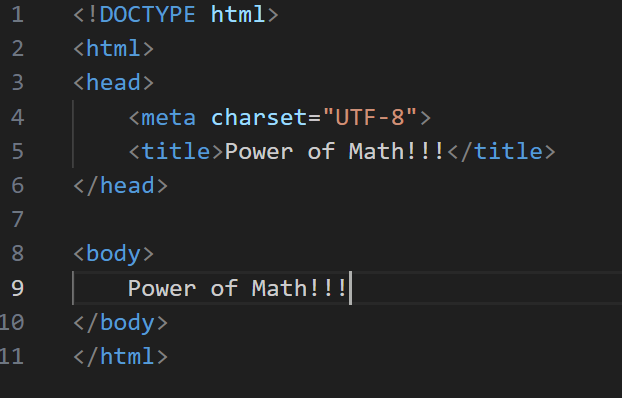 1 <!DOCTYPE html>
2 <html>
3 <head>
4     <meta charset="UTF-8">
5     <title>Power of Math!!!</title>
6 </head>
7
8 <body>
9     Power of Math!!!
10 </body>
11 </html>